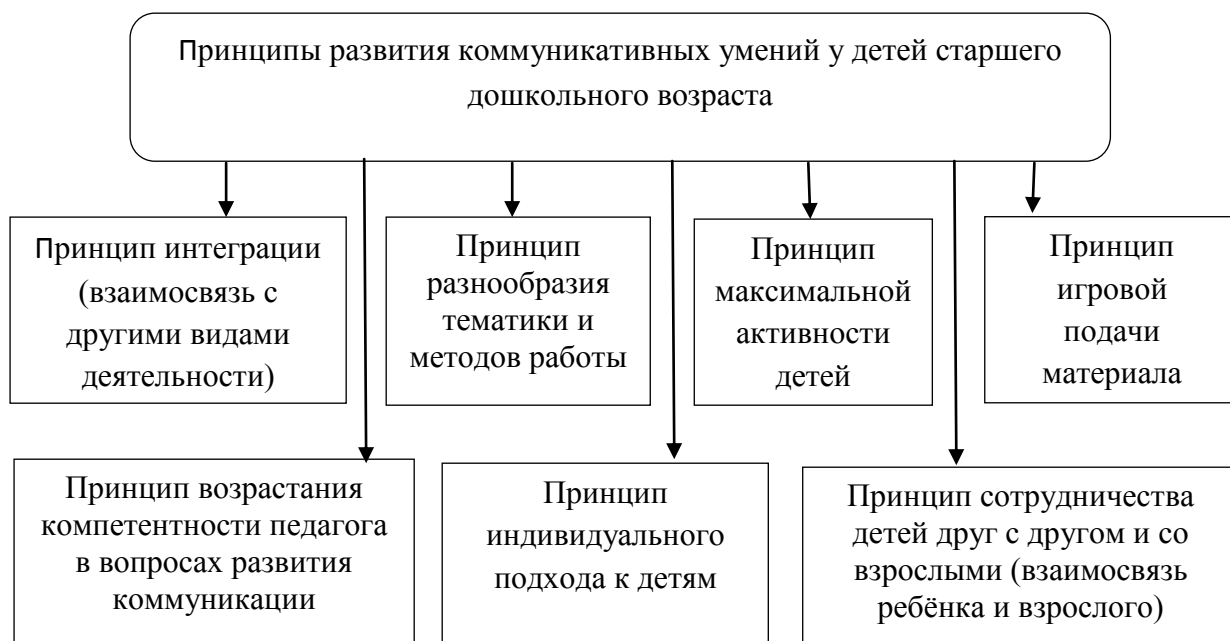 Принципы развития коммуникативных умений у детей старшего
дошкольного возраста
Принцип интеграции
(взаимосвязь с
другими видами
деятельности)
Принцип
разнообразия
тематики и
методов работы
Принцип
максимальной
активности
детей
Принцип
игровой
подачи
материала
Принцип возрастания
компетентности педагога
в вопросах развития
коммуникации
Принцип
индивидуального
подхода к детям
Принцип сотрудничества
детей друг с другом и со
взрослыми (взаимосвязь
ребёнка и взрослого)